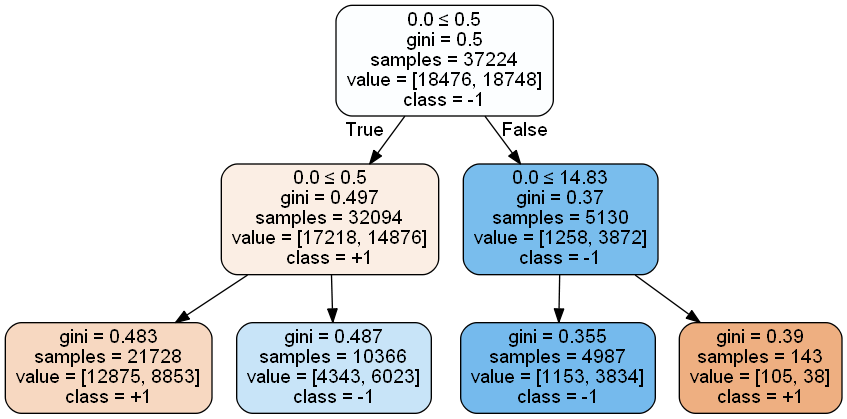 0.0 ≤ 0.5
gini = 0.5
samples = 37224
value = [18476, 18748]
class = -1
True
False
0.0 ≤ 0.5
gini = 0.497
samples = 32094
value = [17218, 14876]
class = +1
0.0 ≤ 14.83
gini = 0.37
samples = 5130
value = [1258, 3872]
class = -1
gini = 0.483
samples = 21728
value = [12875, 8853]
class = +1
gini = 0.487
samples = 10366
value = [4343, 6023]
class = -1
gini = 0.355
samples = 4987
value = [1153, 3834]
class = -1
gini = 0.39
samples = 143
value = [105, 38]
class = +1